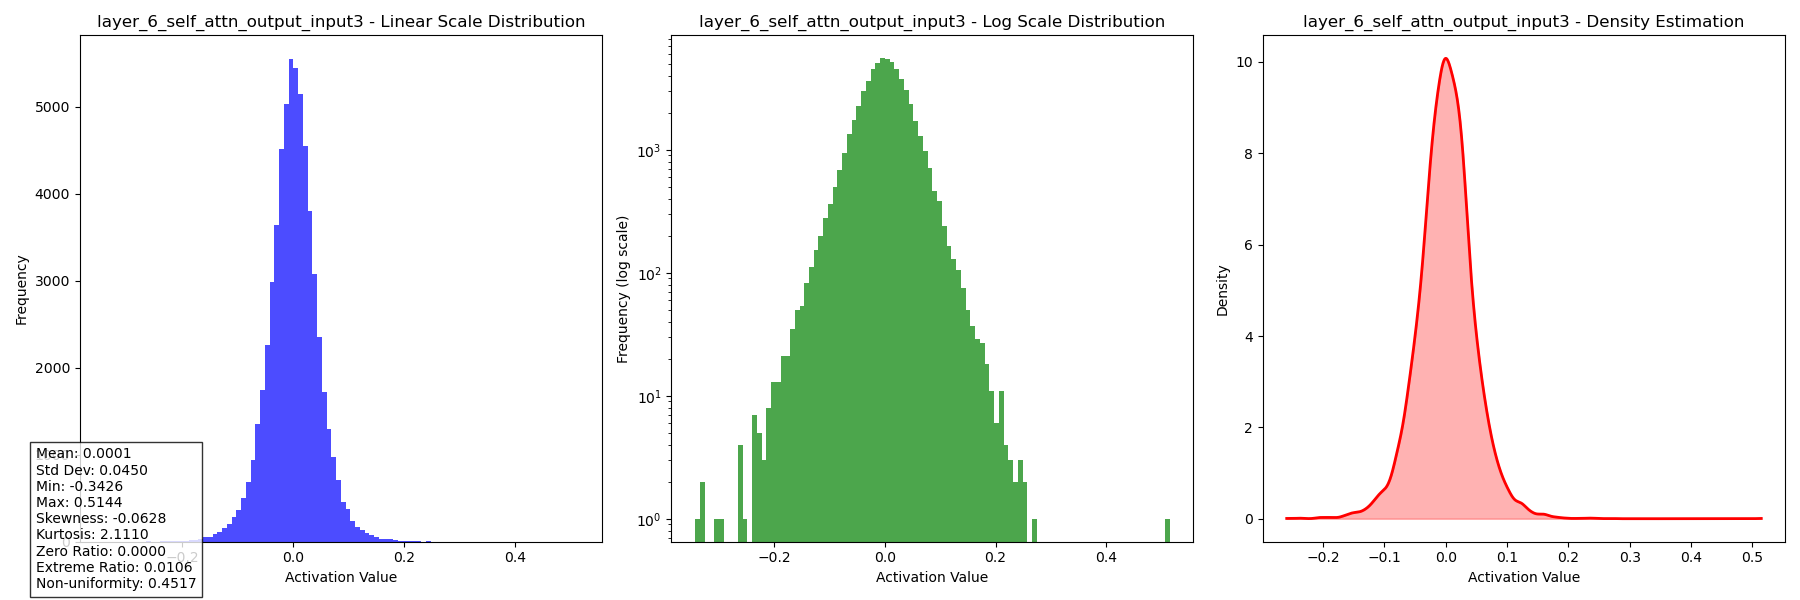 layer_6_self_attn_output_input3 - Linear Scale Distribution
Frequency
5000
4000
3000
2000
0
−0.2
0.0
0.2
0.4
Activation Value
Mean: 0.0001
Std Dev: 0.0450
Min: -0.3426
Max: 0.5144
Skewness: -0.0628
Kurtosis: 2.1110
Zero Ratio: 0.0000
Extreme Ratio: 0.0106
Non-uniformity: 0.4517
layer_6_self_attn_output_input3 - Log Scale Distribution
Frequency (log scale)
10³
10²
10¹
10⁰
−0.2
0.0
0.2
0.4
Activation Value
layer_6_self_attn_output_input3 - Density Estimation
Density
10
8
6
4
2
0
−0.2
−0.1
0.0
0.1
0.2
0.3
0.4
0.5
Activation Value